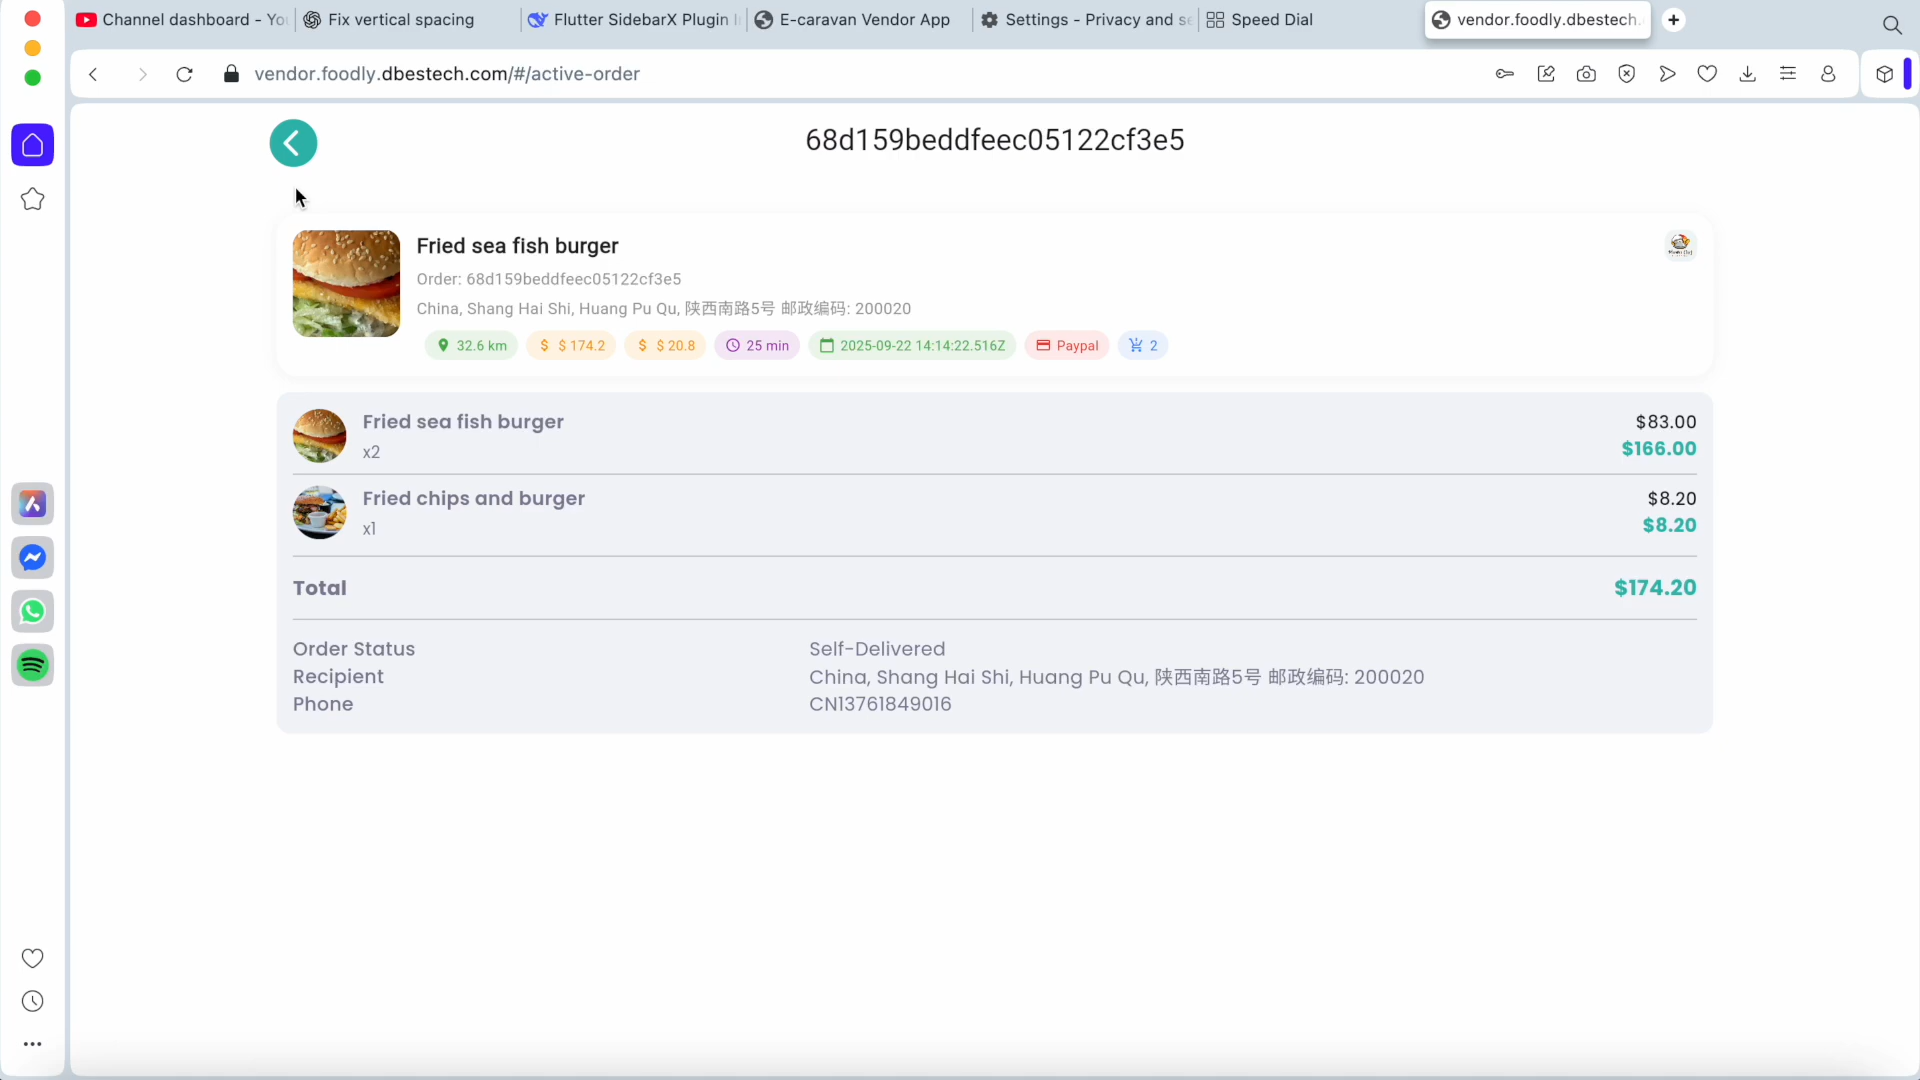 Channel dashboard - You
Fix vertical spacing
Flutter SidebarX Plugin I
E-caravan Vendor App
Settings - Privacy and se
Speed Dial
vendor.foodly.dbestech.
vendor.foodly.dbestech.com/#/active-order
68d159beddfeec05122cf3e5
Fried sea fish burger
Order: 68d159beddfeec05122cf3e5
China, Shang Hai Shi, Huang Pu Qu, 陕西南路5号 邮政编码: 200020
32.6 km $ $ 174.2 $ $ 20.8 25 min 2025-09-22 14:14:22.516Z Paypal 2
Fried sea fish burger $83.00
x2 $166.00
Fried chips and burger $8.20
x1 $8.20
Total $174.20
Order Status Self-Delivered
Recipient China, Shang Hai Shi, Huang Pu Qu, 陕西南路5号 邮政编码: 200020
Phone CN13761849016